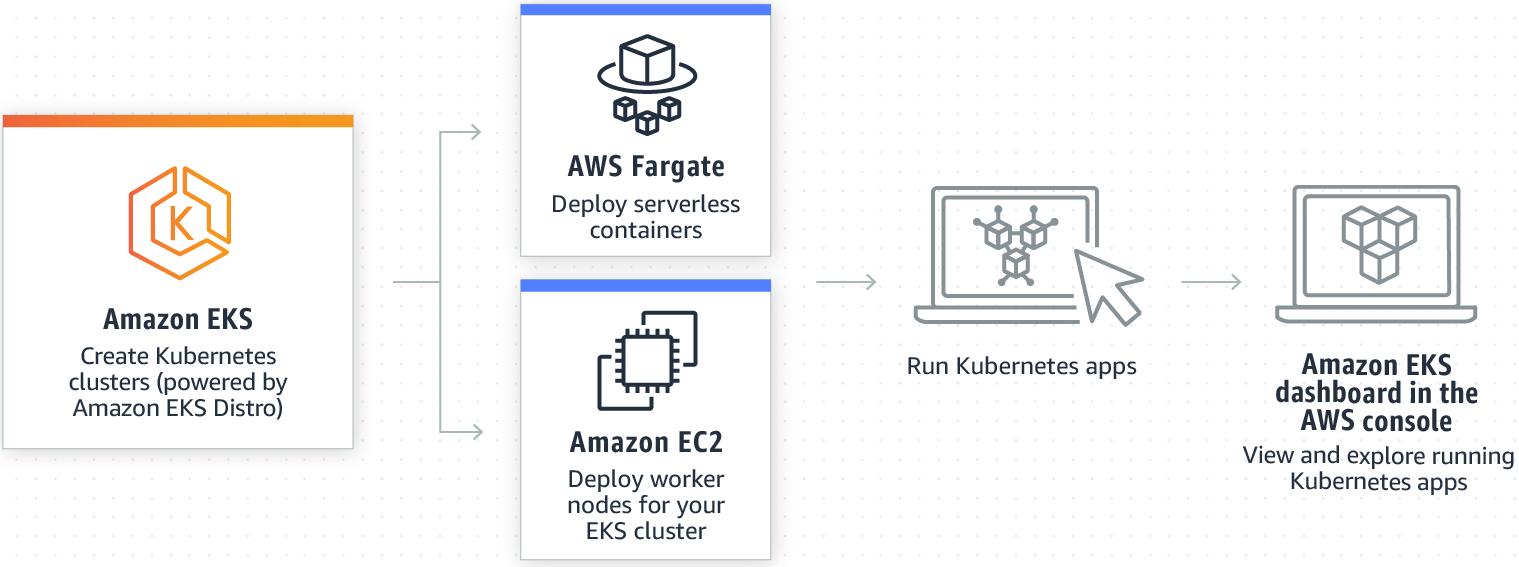 Amazon EKS
Create Kubernetes
clusters (powered by
Amazon EKS Distro)
AWS Fargate
Deploy serverless
containers
Amazon EC2
Deploy worker
nodes for your
EKS cluster
Run Kubernetes apps
Amazon EKS
dashboard in the
AWS console
View and explore running
Kubernetes apps